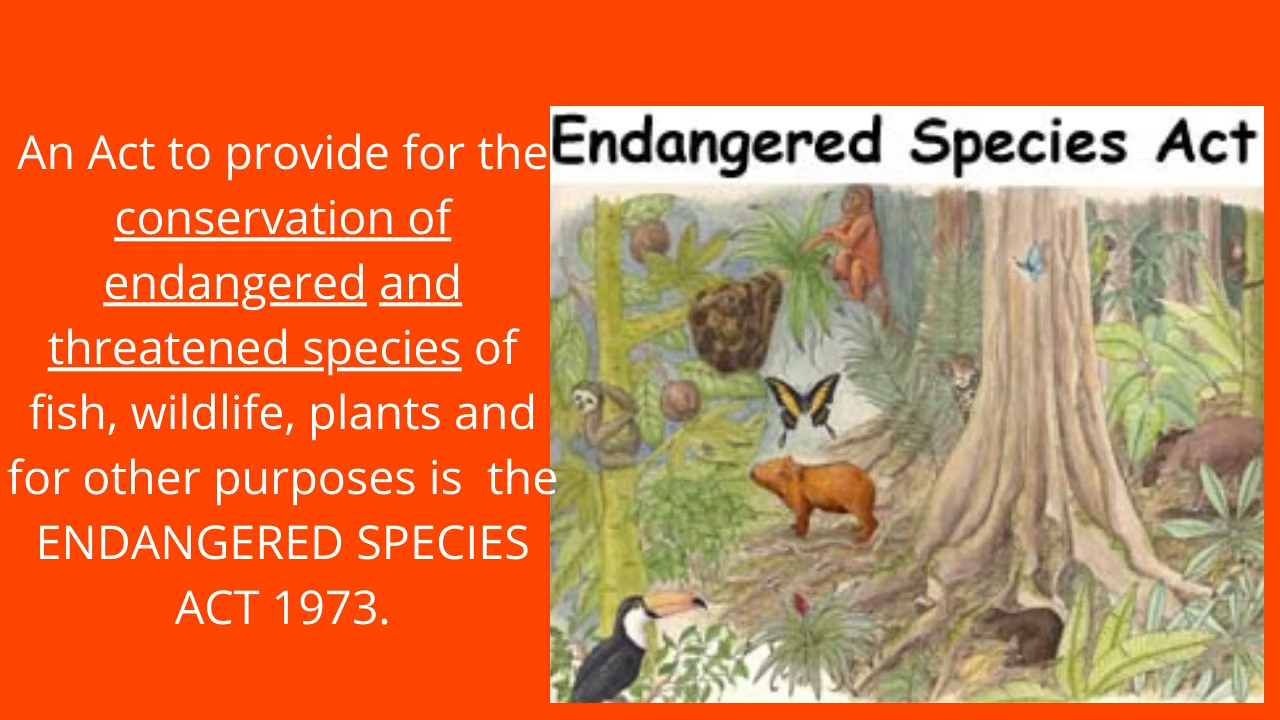 An Act to provide for the
conservation of
endangered and
threatened species of
fish, wildlife, plants and
for other purposes is  the
ENDANGERED SPECIES
ACT 1973.
Endangered Species Act